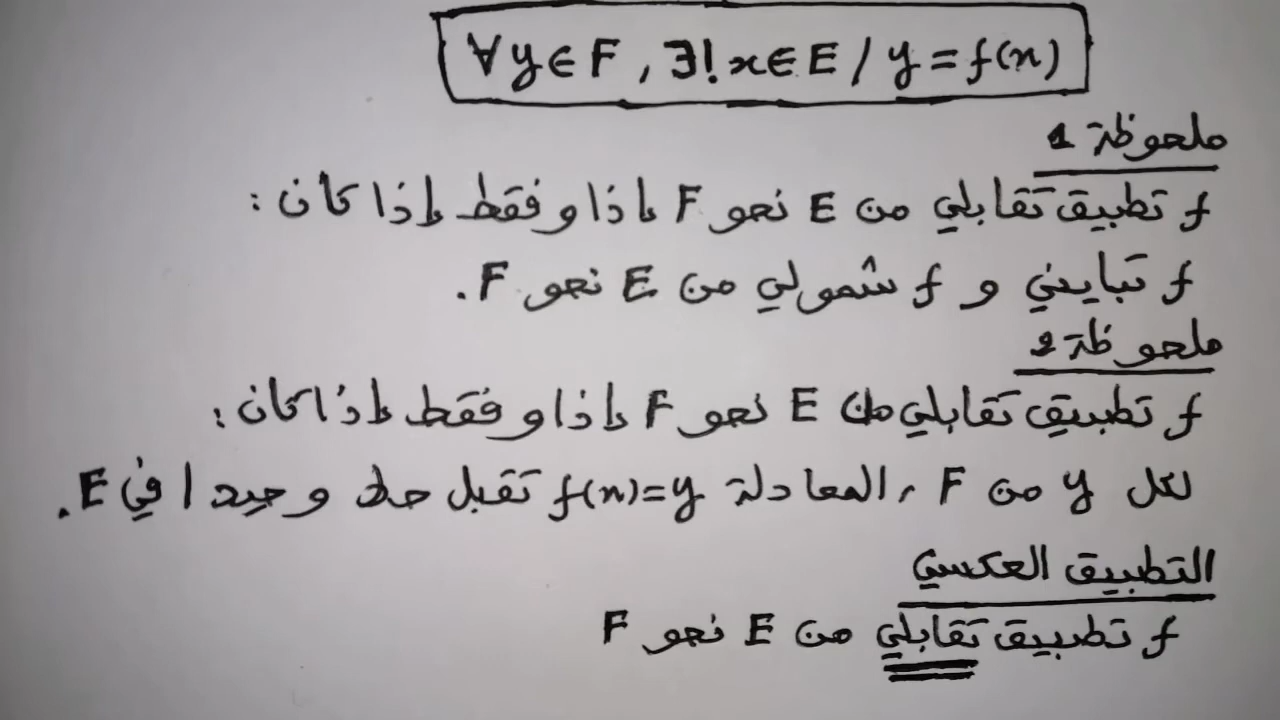 ∀y∈F, ∃!x∈E / y=f(x)
ملحوظة 1
f تطبيق تقابلي من E نحو F إذا وفقط إذا كان :
f تبايني و f شمولي من E نحو F.
ملحوظة 2
f تطبيق تقابلي من E نحو F إذا وفقط إذا كان :
لكل y من F ، المعادلة f(x)=y تقبل حلا وحيدا في E.
التطبيق العكسي
f تطبيق تقابلي من E نحو F